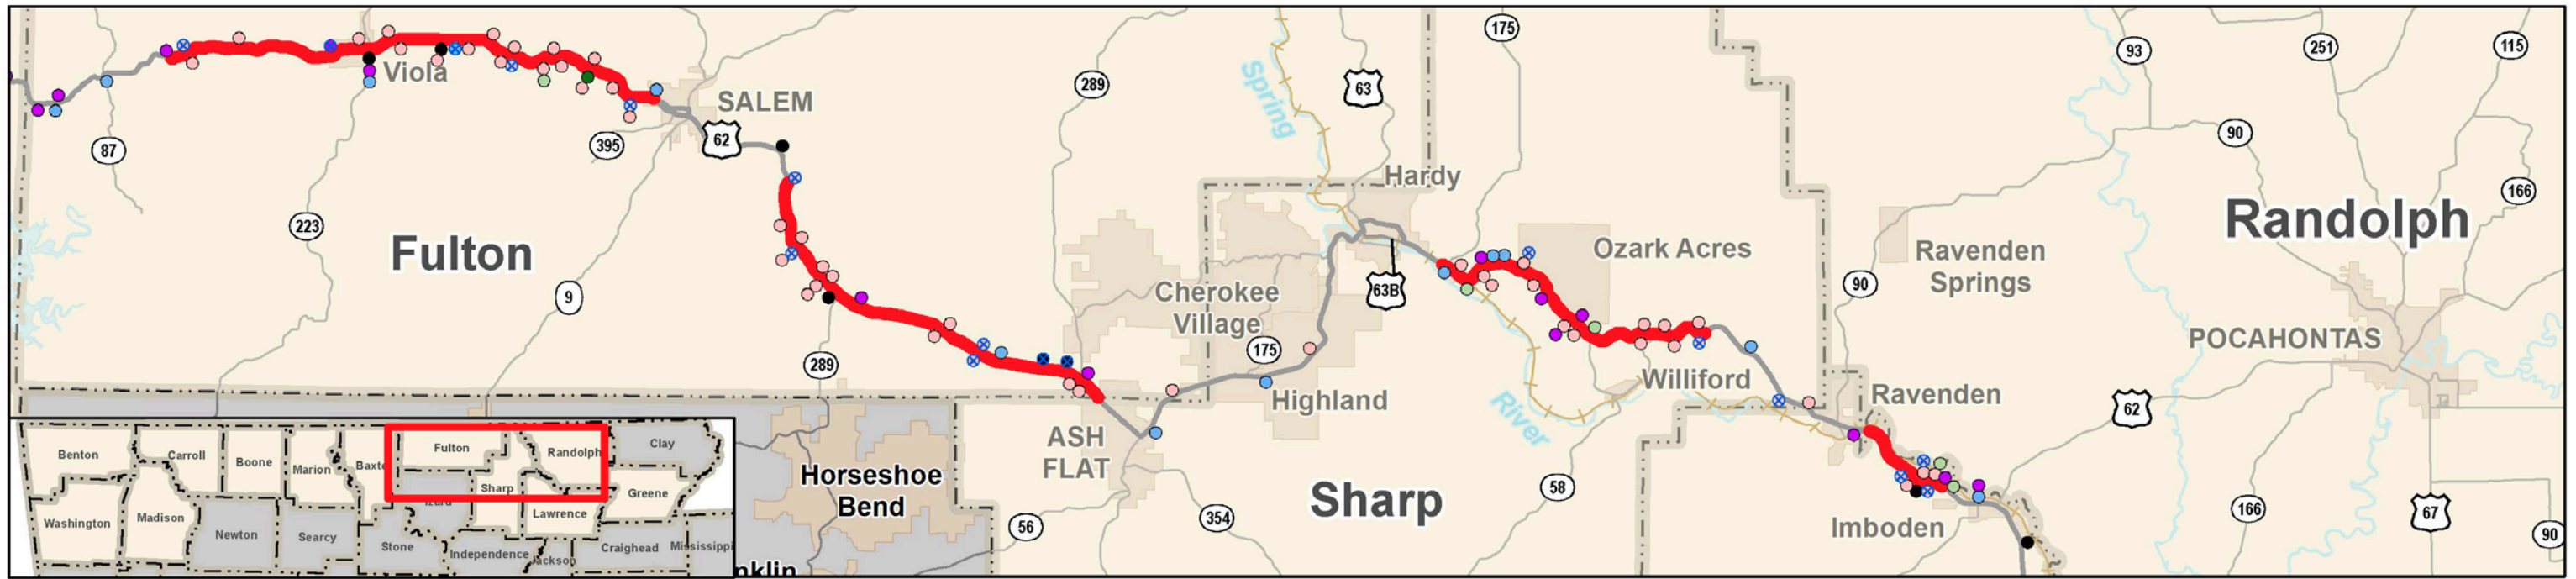 175
93
251
115
Viola
SALEM
289
Spring
63
62
90
87
395
Hardy
166
223
Fulton
Ozark Acres
Ravenden
Springs
Randolph
9
Cherokee
Village
63B
90
POCAHONTAS
289
175
Highland
Williford
Ravenden
62
River
ASH
FLAT
Horseshoe
Bend
Sharp
58
Imboden
56
354
166
67
90
nklin
Benton
Carroll
Boone
Marion
Baxte
Fulton
Randolph
Clay
Washington
Madison
Newton
Searcy
Stone
Izard
Sharp
Lawrence
Greene
Independence
Jackson
Craighead
Mississippi